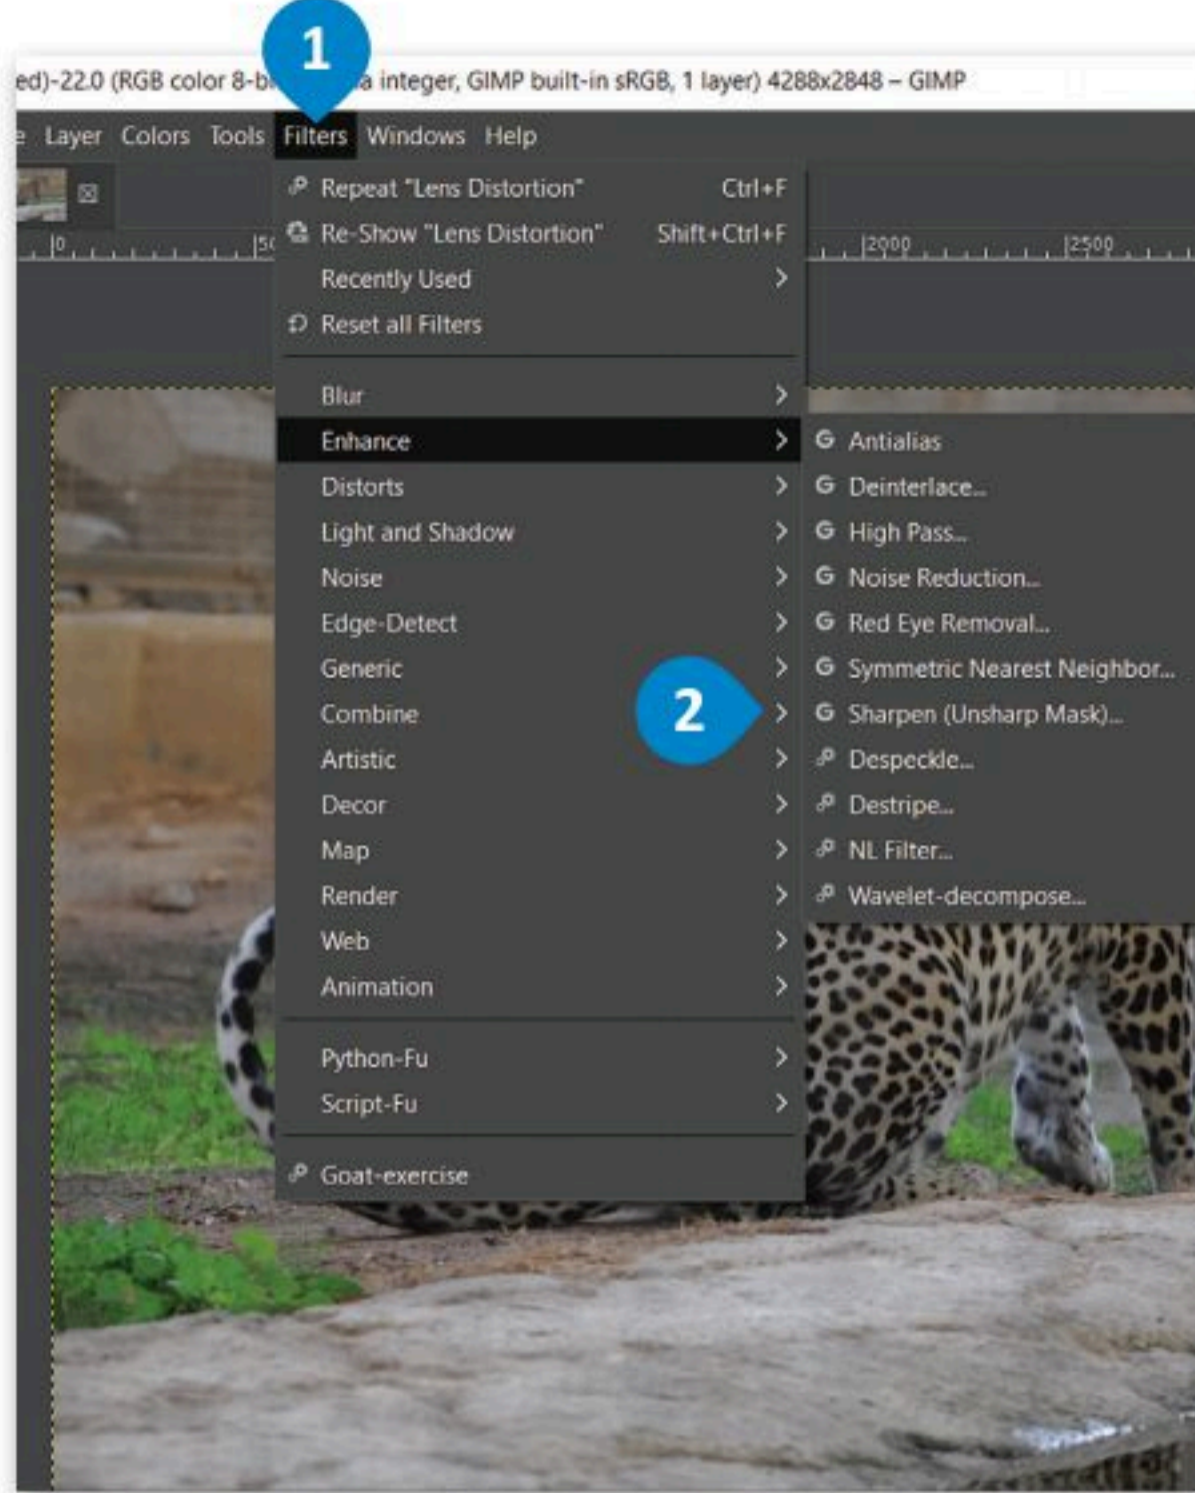 1
ed)-22.0 (RGB color 8-bi a integer, GIMP built-in sRGB, 1 layer) 4288x2848 – GIMP
e Layer Colors Tools Filters Windows Help
Repeat "Lens Distortion" Ctrl+F
Re-Show "Lens Distortion" Shift+Ctrl+F
0 50 2000 2500
Recently Used
Reset all Filters
Blur
Enhance
Antialias
Distorts
Deinterlace...
Light and Shadow
High Pass...
Noise
Noise Reduction...
Edge-Detect
Red Eye Removal...
Generic
Symmetric Nearest Neighbor...
Combine
2
Sharpen (Unsharp Mask)...
Artistic
Despeckle...
Decor
Destripe...
Map
NL Filter...
Render
Wavelet-decompose...
Web
Animation
Python-Fu
Script-Fu
Goat-exercise